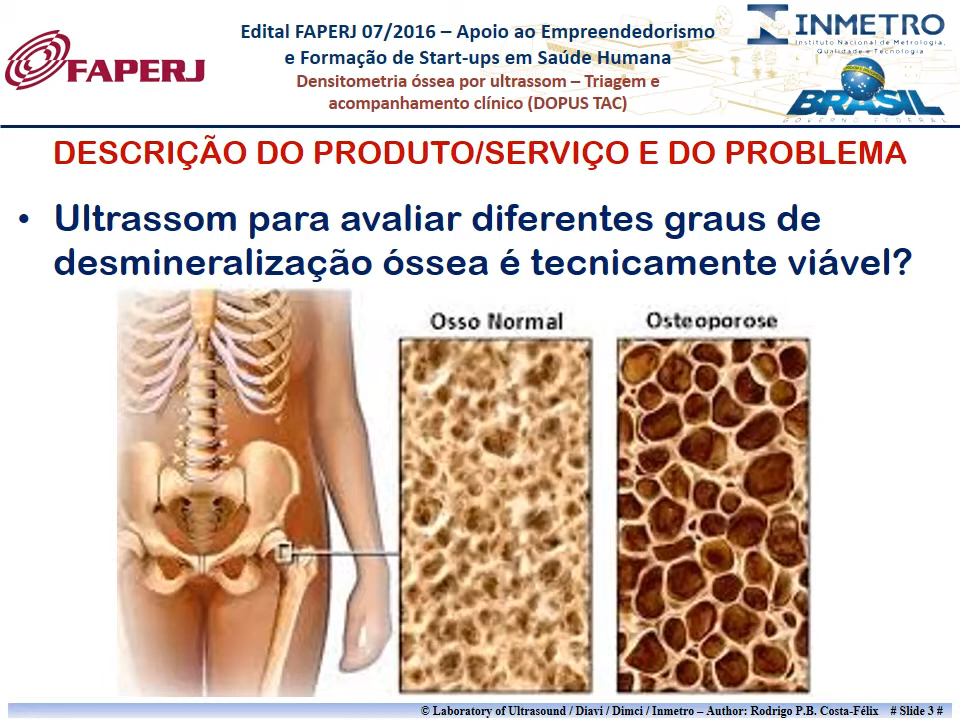 Edital FAPERJ 07/2016 – Apoio ao Empreendedorismo
e Formação de Start-ups em Saúde Humana
Densitometria óssea por ultrassom – Triagem e
acompanhamento clínico (DOPUS TAC)
FAPERJ
INMETRO
Instituto Nacional de Metrologia,
Qualidade e Tecnologia
BRASIL
GOVERNO FEDERAL
DESCRIÇÃO DO PRODUTO/SERVIÇO E DO PROBLEMA
• Ultrassom para avaliar diferentes graus de
desmineralização óssea é tecnicamente viável?
Osso Normal
Osteoporose
© Laboratory of Ultrasound / Diavi / Dimci / Inmetro – Author: Rodrigo P.B. Costa-Félix # Slide 3 #